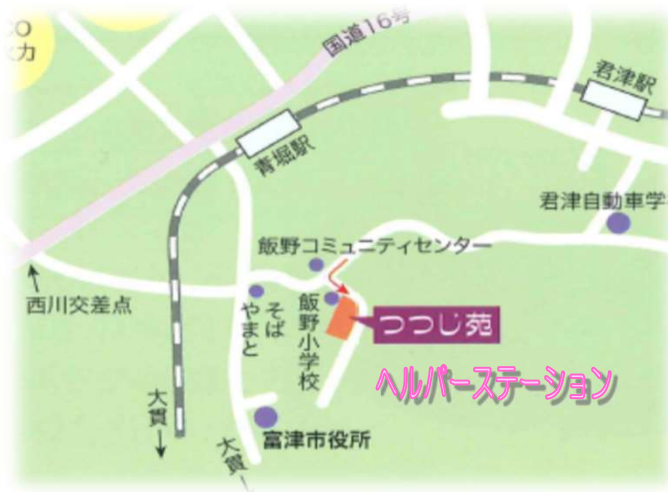 CO
火力
国道16号
君津駅
青堀駅
君津自動車学
飯野コミュニティセンター
西川交差点
そば
やまと
飯野小学校
つつじ苑
ヘルパーステーション
大貫
富津市役所
大貫